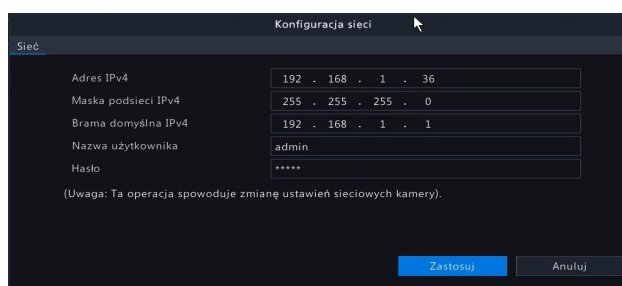 Konfiguracja sieci
Sieć
Adres IPv4 192 . 168 . 1 . 36
Maska podsieci IPv4 255 . 255 . 255 . 0
Brama domyślna IPv4 192 . 168 . 1 . 1
Nazwa użytkownika admin
Hasło *****
(Uwaga: Ta operacja spowoduje zmianę ustawień sieciowych kamery).
Zastosuj Anuluj